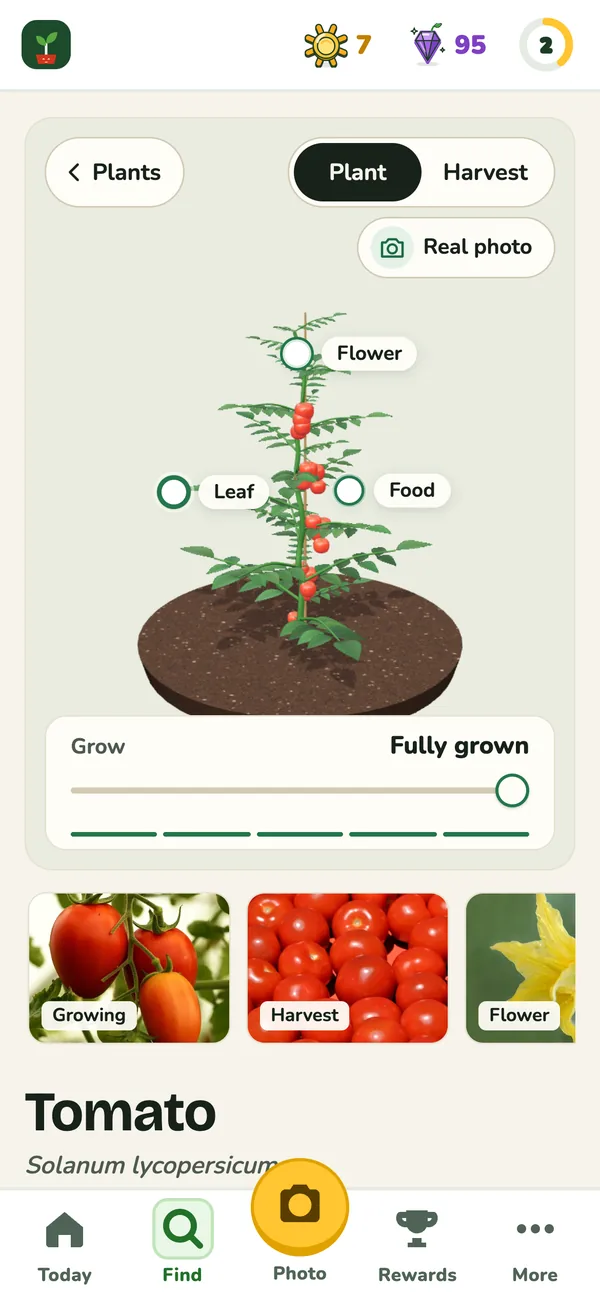 7
95
2
Plants
Plant
Harvest
Real photo
Flower
Leaf
Food
Grow
Fully grown
Growing
Harvest
Flower
Tomato
Solanum lycopersicum
Today
Find
Photo
Rewards
More